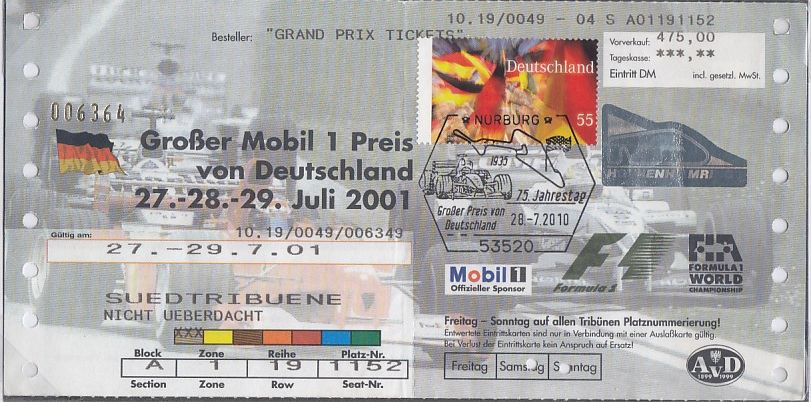 10.19/0049 - 04 S A01191152
Besteller: "GRAND PRIX TICKETS"
Vorverkauf: 475,00
Tageskasse: ***,**
Eintritt DM incl. gesetzl. MwSt.
Deutschland
55
006364
Großer Mobil 1 Preis
von Deutschland
27.-28.-29. Juli 2001
NÜRBURG
1935
75. Jahrestag
Großer Preis von
Deutschland
28.-7.2010
53520
10.19/0049/006349
Gültig am:
27.-29.7.01
SUEDTRIBUENE
NICHT UEBERDACHT
XXX
Block Zone Reihe Platz-Nr.
A 1 19 1152
Section Zone Row Seat-Nr.
Mobil 1
Offizieller Sponsor
F1
Formula 1
FIA
FORMULA 1
WORLD
CHAMPIONSHIP
Freitag – Sonntag auf allen Tribünen Platznumerierung!
Entwertete Eintrittskarten sind nur in Verbindung mit einer Auslaßkarte gültig.
Bei Verlust der Eintrittskarte kein Anspruch auf Ersatz!
Freitag Samstag Sonntag
AvD
1899 1999